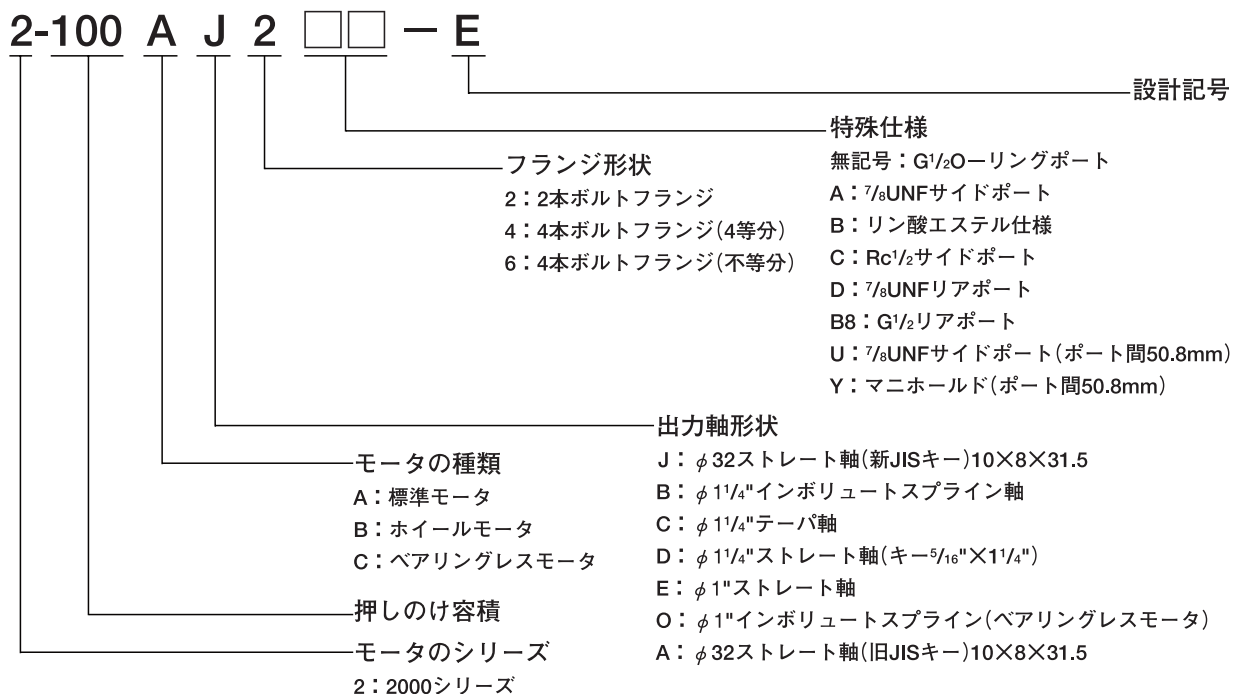 2-100 A J 2 □□ － E
設計記号
特殊仕様
無記号：G1/2O－リングポート
A：7/8UNFサイドポート
B：リン酸エステル仕様
C：Rc1/2サイドポート
D：7/8UNFリアポート
B8：G1/2リアポート
U：7/8UNFサイドポート(ポート間50.8mm)
Y：マニホールド(ポート間50.8mm)
フランジ形状
2：2本ボルトフランジ
4：4本ボルトフランジ(4等分)
6：4本ボルトフランジ(不等分)
出力軸形状
J：φ32ストレート軸(新JISキー)10×8×31.5
B：φ11/4"インボリュートスプライン軸
C：φ11/4"テーパ軸
D：φ11/4"ストレート軸(キー5/16"×11/4")
E：φ1"ストレート軸
O：φ1"インボリュートスプライン(ベアリングレスモータ)
A：φ32ストレート軸(旧JISキー)10×8×31.5
モータの種類
A：標準モータ
B：ホイールモータ
C：ベアリングレスモータ
押しのけ容積
モータのシリーズ
2：2000シリーズ